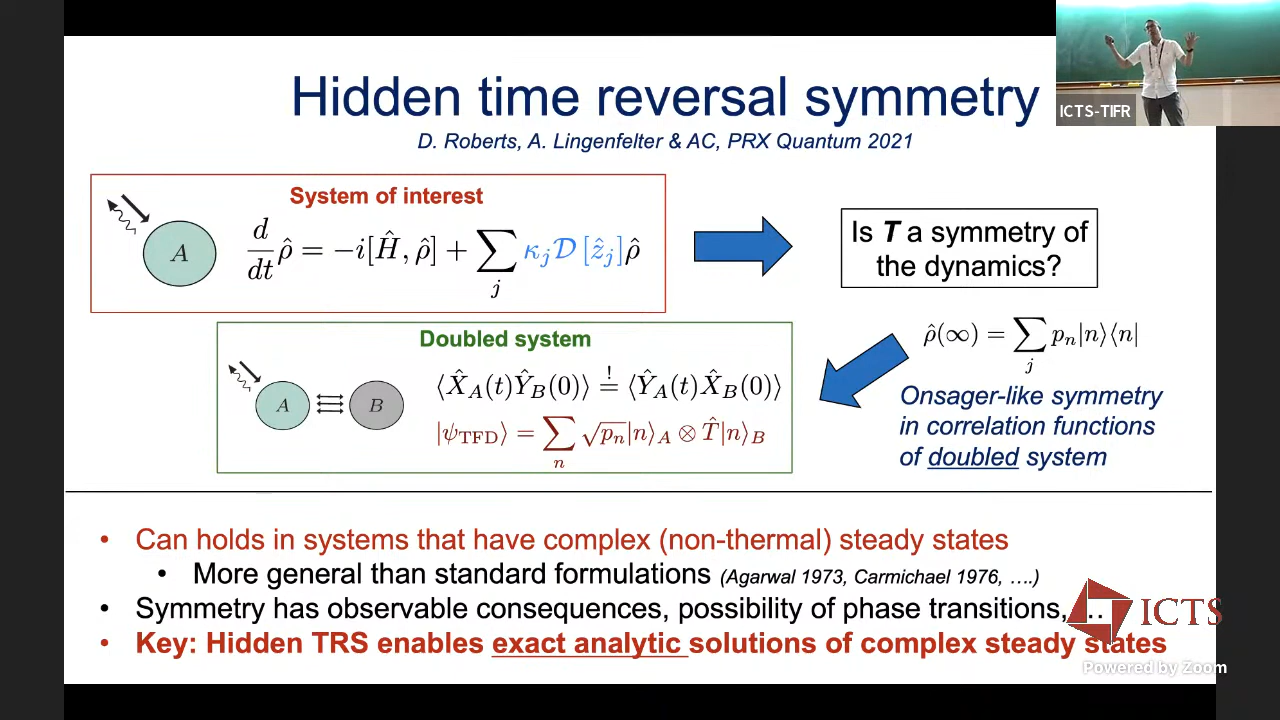 Hidden time reversal symmetry
D. Roberts, A. Lingenfelter & AC, PRX Quantum 2021
ICTS-TIFR
System of interest
A
d/dt ρ̂ = −i[Ĥ, ρ̂] + ∑_j κ_j 𝒟 [ẑ_j]ρ̂
Is T a symmetry of
the dynamics?
Doubled system
A
B
⟨X̂_A(t)Ŷ_B(0)⟩ =! ⟨Ŷ_A(t)X̂_B(0)⟩
|ψ_TFD⟩ = ∑_n √p_n |n⟩_A ⊗ T̂|n⟩_B
ρ̂(∞) = ∑_j p_n|n⟩⟨n|
Onsager-like symmetry
in correlation functions
of doubled system
• Can holds in systems that have complex (non-thermal) steady states
• More general than standard formulations (Agarwal 1973, Carmichael 1976, ….)
• Symmetry has observable consequences, possibility of phase transitions, …
• Key: Hidden TRS enables exact analytic solutions of complex steady states
ICTS
Powered by Zoom